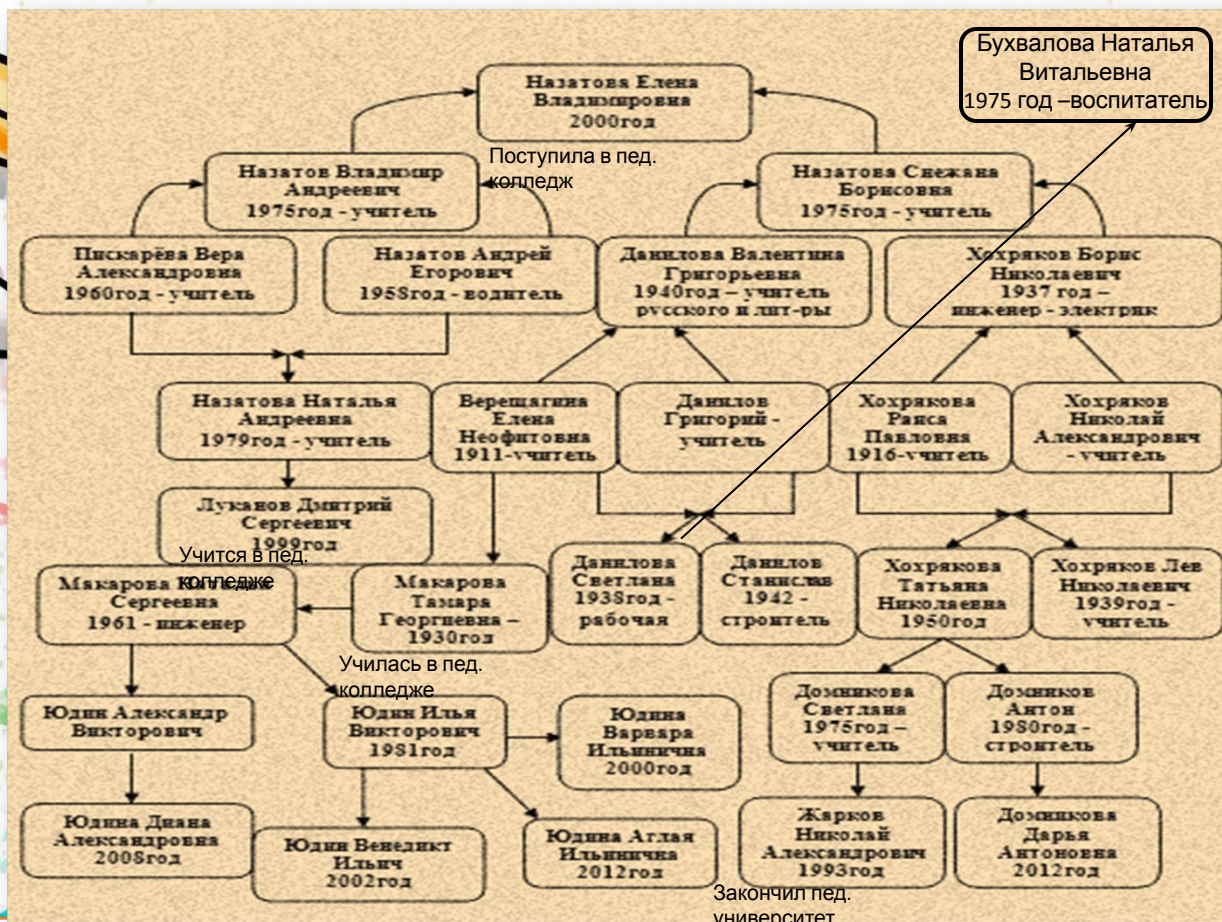 Бухвалова Наталья
Витальевна
1975 год –воспитатель
Назатова Елена
Владимировна
2000год
Поступила в пед.
колледж
Назатов Владимир
Андреевич
1975год - учитель
Назатова Снежана
Борисовна
1975год - учитель
Пискарёва Вера
Александровна
1960год - учитель
Назатов Андрей
Егорович
1958год - водитель
Данилова Валентина
Григорьевна
1940год – учитель
русского и лит-ры
Хохряков Борис
Николаевич
1937 год –
инженер - электрик
Назатова Наталья
Андреевна
1979год - учитель
Верещагина
Елена
Неофитовна
1911-учитель
Данилов
Григорий -
учитель
Хохрякова
Раиса
Павловна
1916-учитель
Хохряков
Николай
Александрович
- учитель
Луканов Дмитрий
Сергеевич
1999год
Учится в пед.
колледже
Макарова
Сергеевна
1961 - инженер
Макарова
Тамара
Георгиевна –
1930год
Училась в пед.
колледже
Данилова
Светлана
1938год -
рабочая
Данилов
Станислав
1942 -
строитель
Хохрякова
Татьяна
Николаевна
1950год
Хохряков Лев
Николаевич
1939год -
учитель
Юдин Александр
Викторович
Юдин Илья
Викторович
1981год
Юдина
Варвара
Ильинична
2000год
Домникова
Светлана
1975год –
учитель
Домников
Антон
1980год -
строитель
Юдина Диана
Александровна
2008год
Юдин Венедикт
Ильич
2002год
Юдина Аглая
Ильинична
2012год
Жарков
Николай
Александрович
1993год
Закончил пед.
университет
Домникова
Дарья
Антоновна
2012год